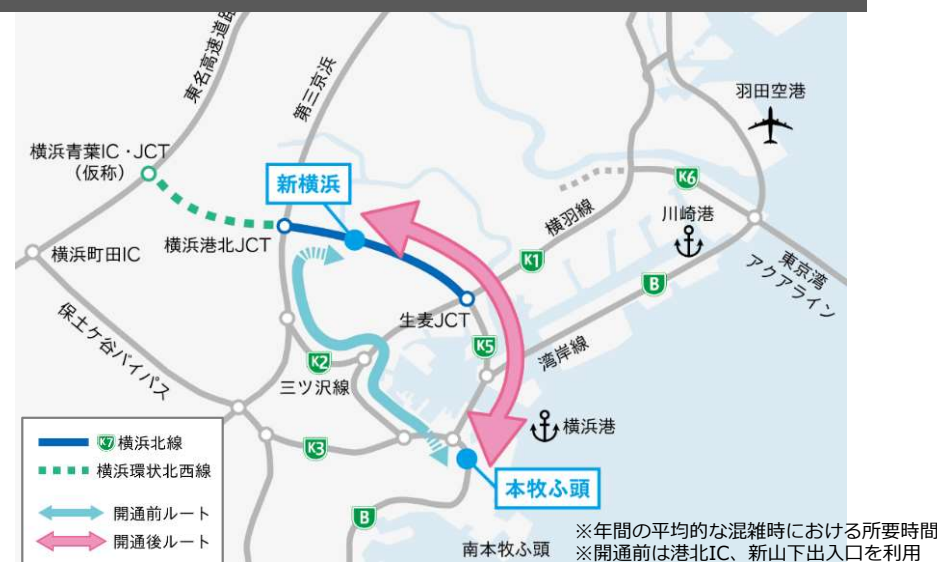 東名高速道路
第三京浜
羽田空港
横浜青葉IC・JCT
（仮称）
新横浜
K6
川崎港
横羽線
横浜港北JCT
横浜町田IC
K1
東京湾
アクアライン
B
生麦JCT
保土ケ谷バイパス
K5
湾岸線
K2
三ツ沢線
横浜港
K7横浜北線
K3
横浜環状北西線
本牧ふ頭
開通前ルート
B
開通後ルート
南本牧ふ頭
※年間の平均的な混雑時における所要時間
※開通前は港北IC、新山下出入口を利用